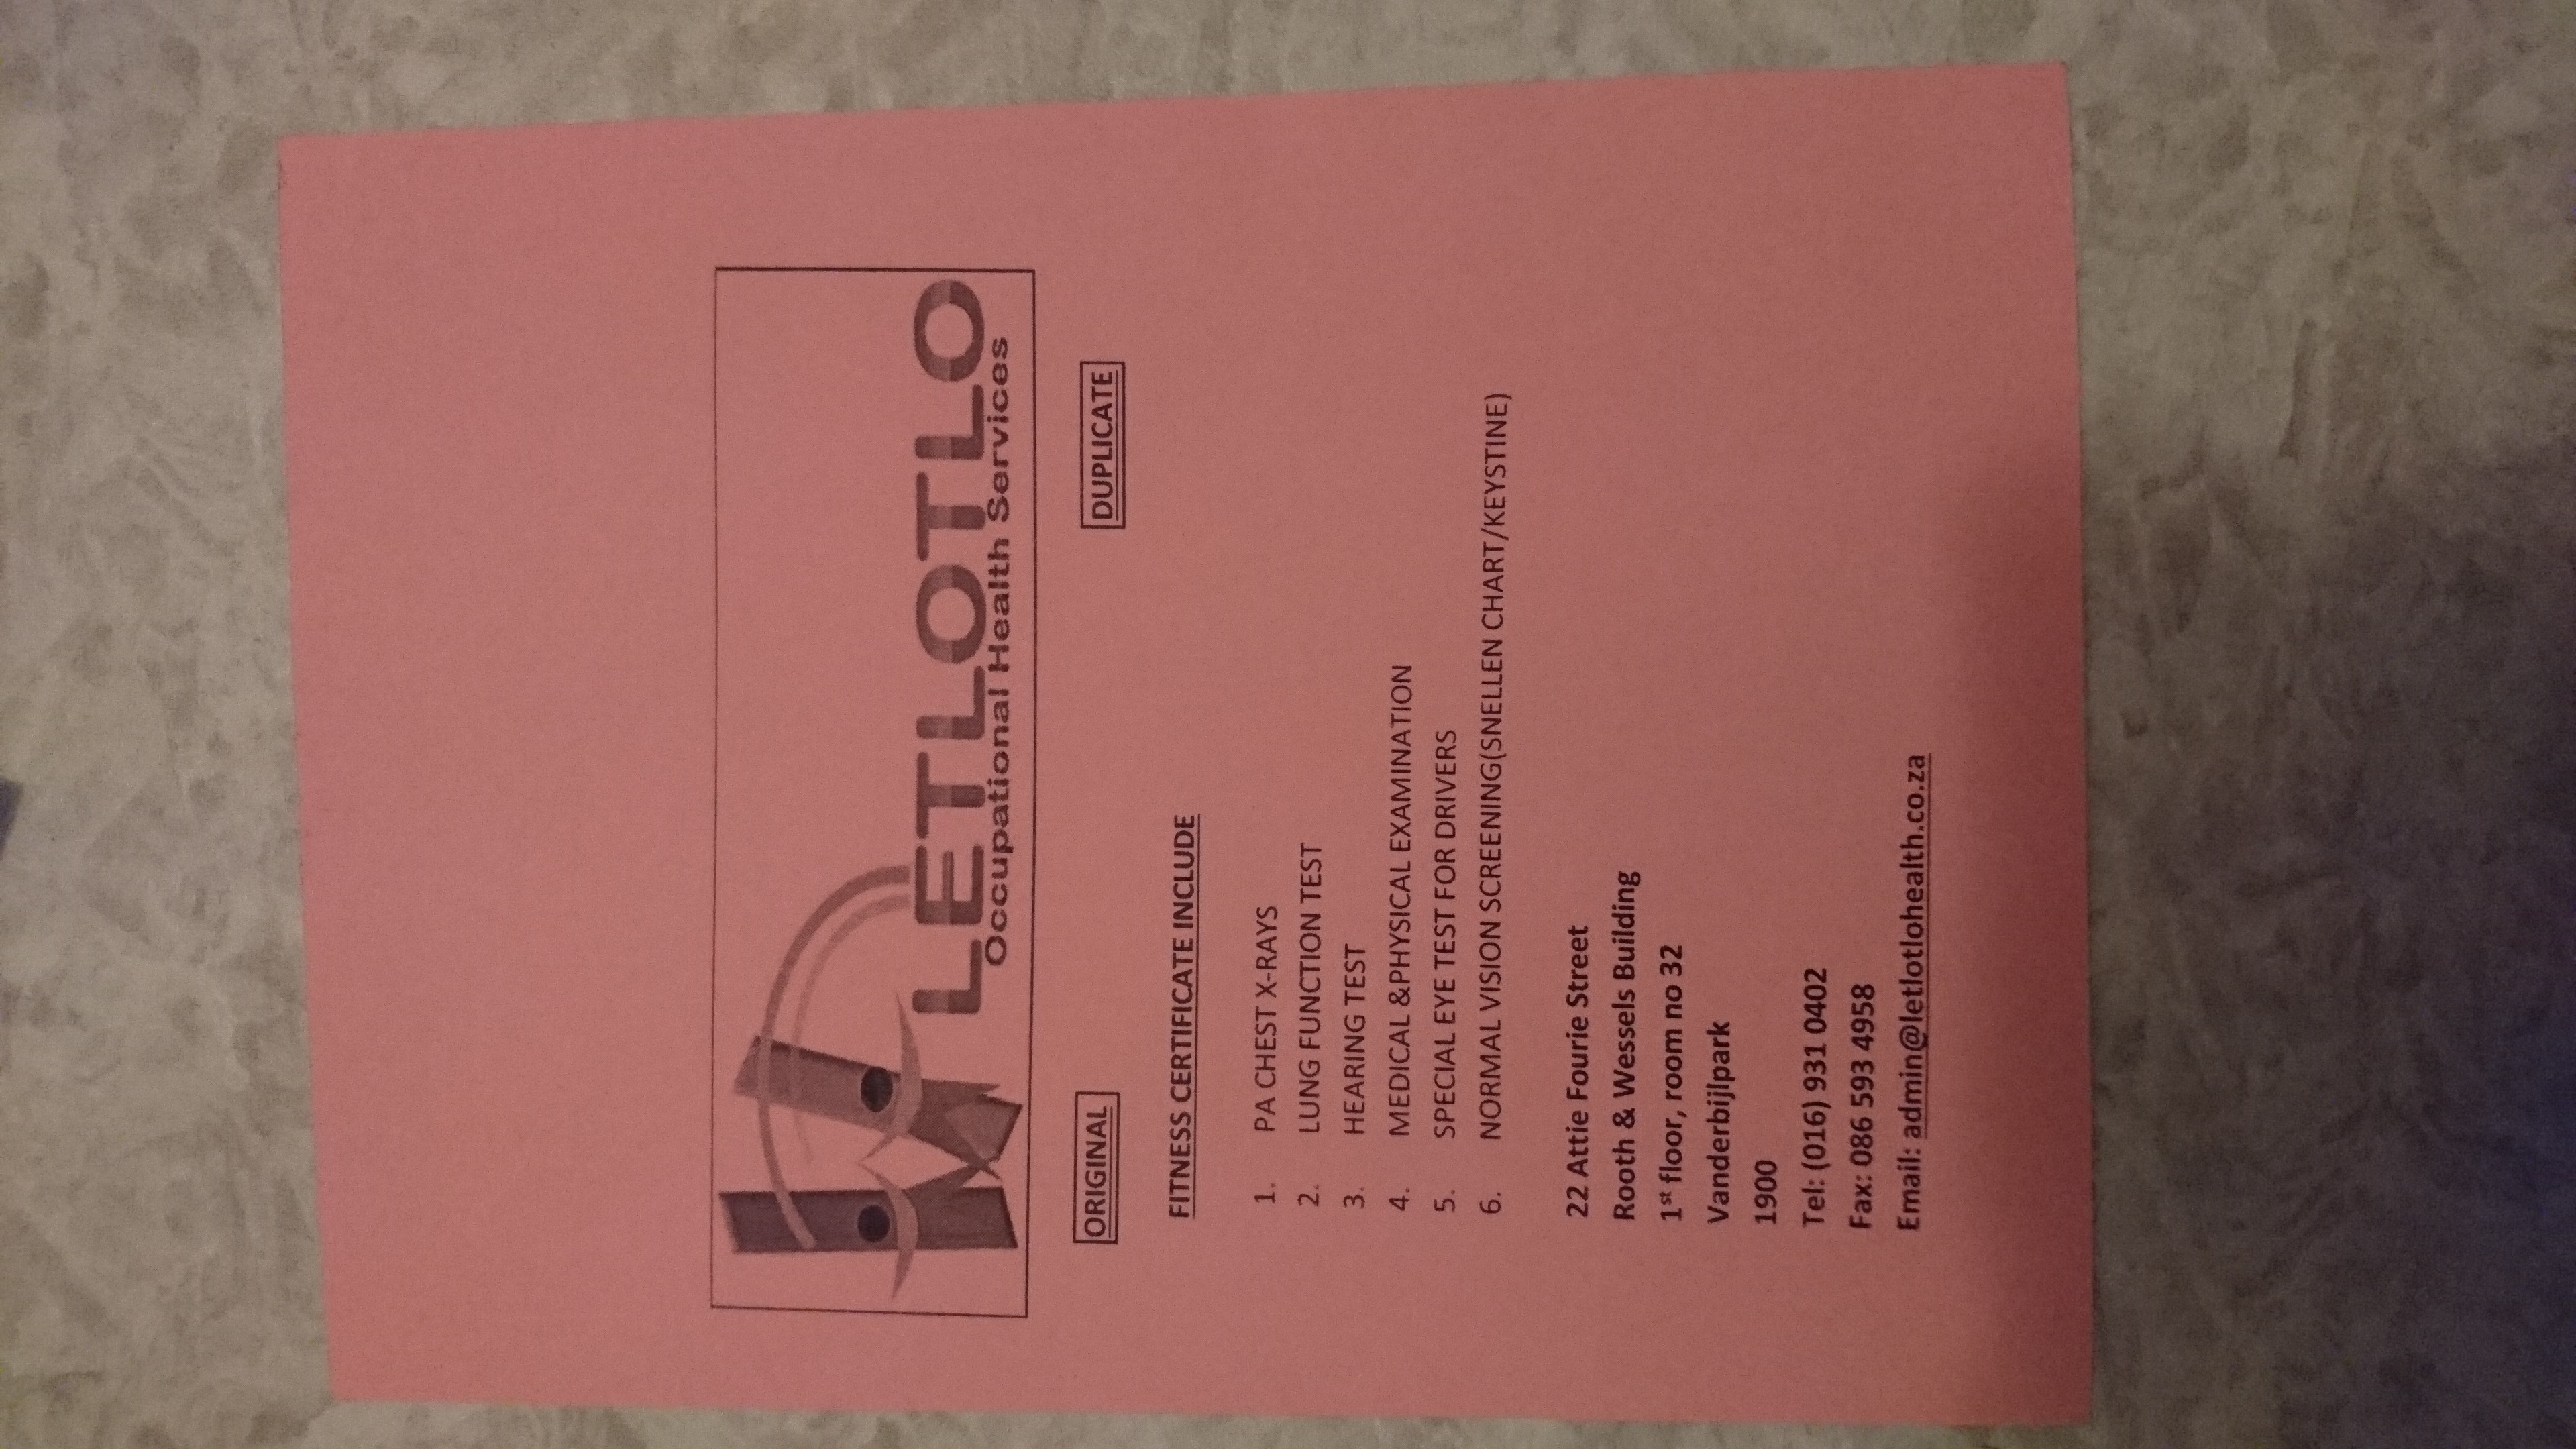 LETLOTLO
Occupational Health Services
ORIGINAL DUPLICATE
FITNESS CERTIFICATE INCLUDE
1. PA CHEST X-RAYS
2. LUNG FUNCTION TEST
3. HEARING TEST
4. MEDICAL &PHYSICAL EXAMINATION
5. SPECIAL EYE TEST FOR DRIVERS
6. NORMAL VISION SCREENING(SNELLEN CHART/KEYSTINE)
22 Attie Fourie Street
Rooth & Wessels Building
1st floor, room no 32
Vanderbijlpark
1900
Tel: (016) 931 0402
Fax: 086 593 4958
Email: admin@letlotlohealth.co.za